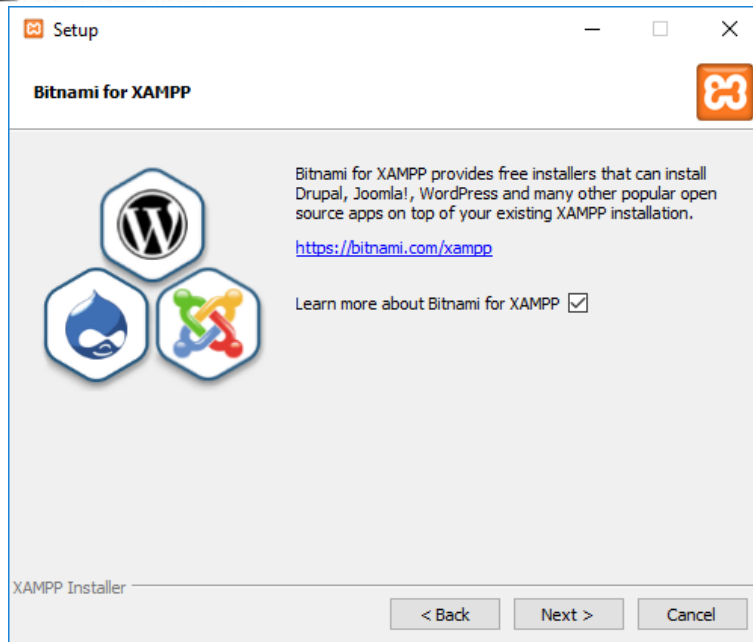 Setup
Bitnami for XAMPP
Bitnami for XAMPP provides free installers that can install
Drupal, Joomla!, WordPress and many other popular open
source apps on top of your existing XAMPP installation.
https://bitnami.com/xampp
Learn more about Bitnami for XAMPP
XAMPP Installer
< Back
Next >
Cancel